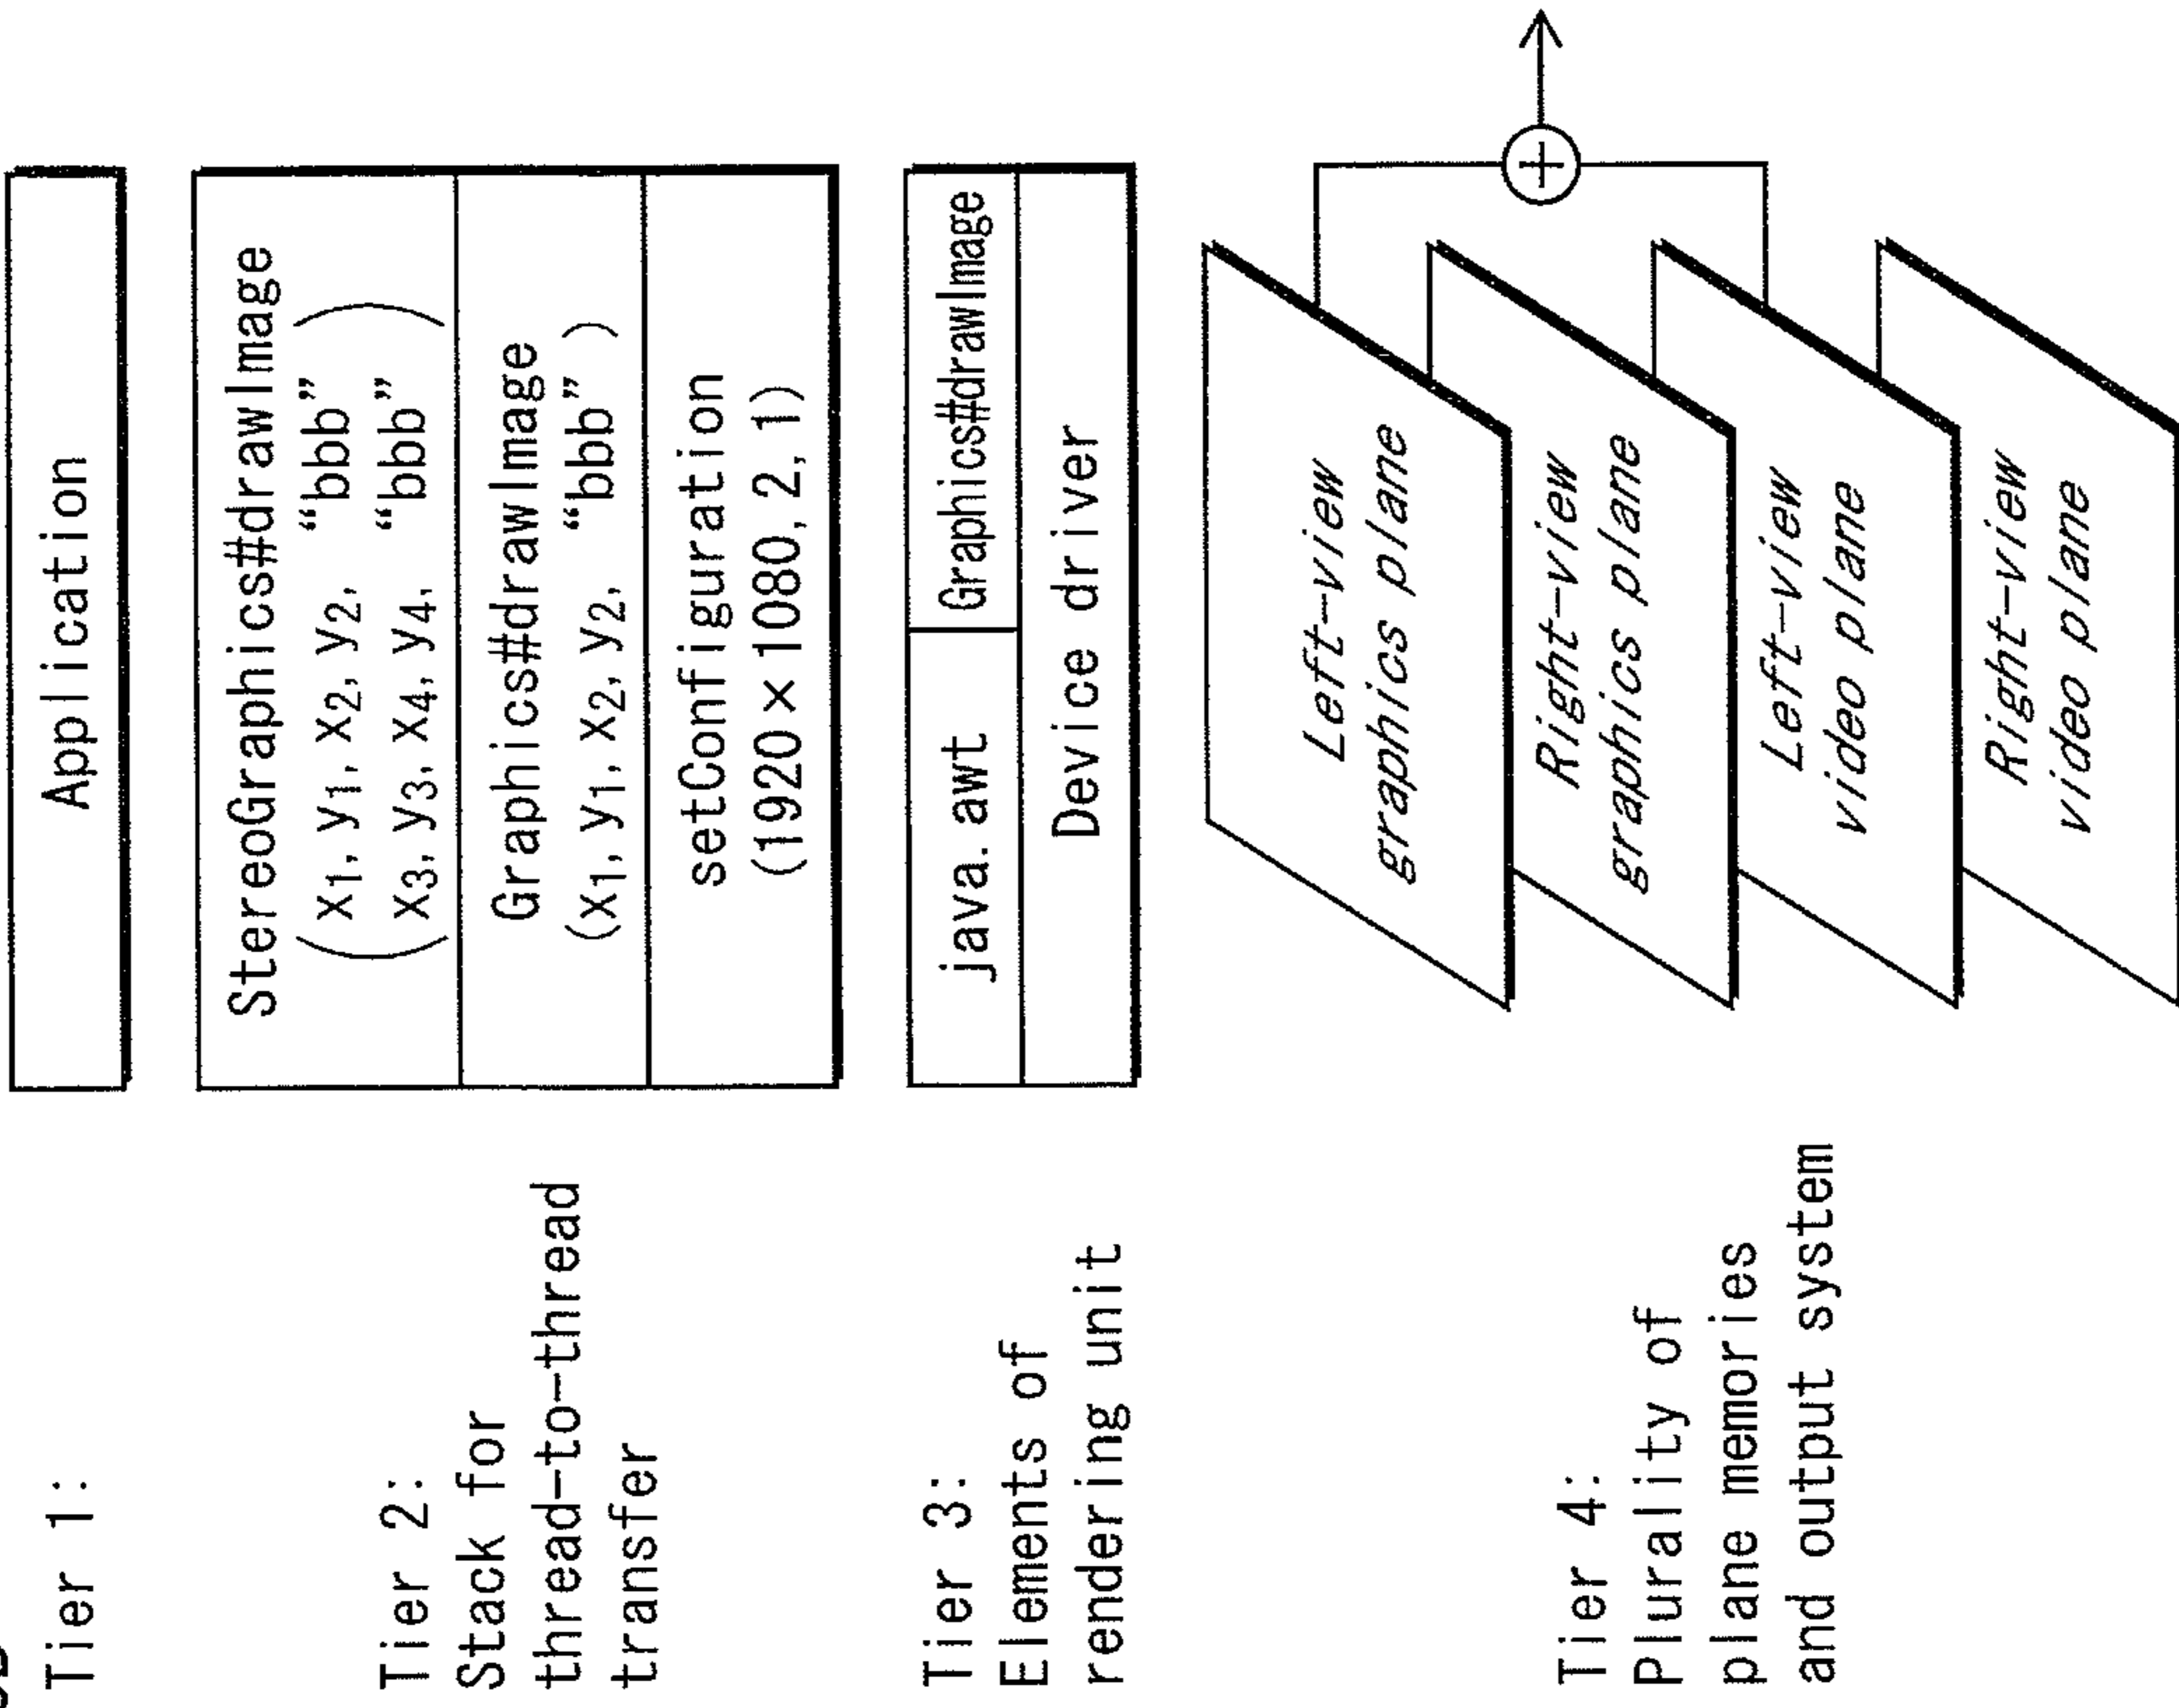 Tier 1:
Application
Tier 2:
Stack for
thread-to-thread
transfer
StereoGraphics#drawImage
(x1, y1, x2, y2, “bbb”
x3, y3, x4, y4, “bbb”)
Graphics#drawImage
(x1, y1, x2, y2, “bbb” )
setConfiguration
(1920×1080, 2, 1)
Tier 3:
Elements of
rendering unit
java.awt
Graphics#drawImage
Device driver
Tier 4:
Plurality of
plane memories
and output system
Left-view
graphics plane
Right-view
graphics plane
Left-view
video plane
Right-view
video plane
+